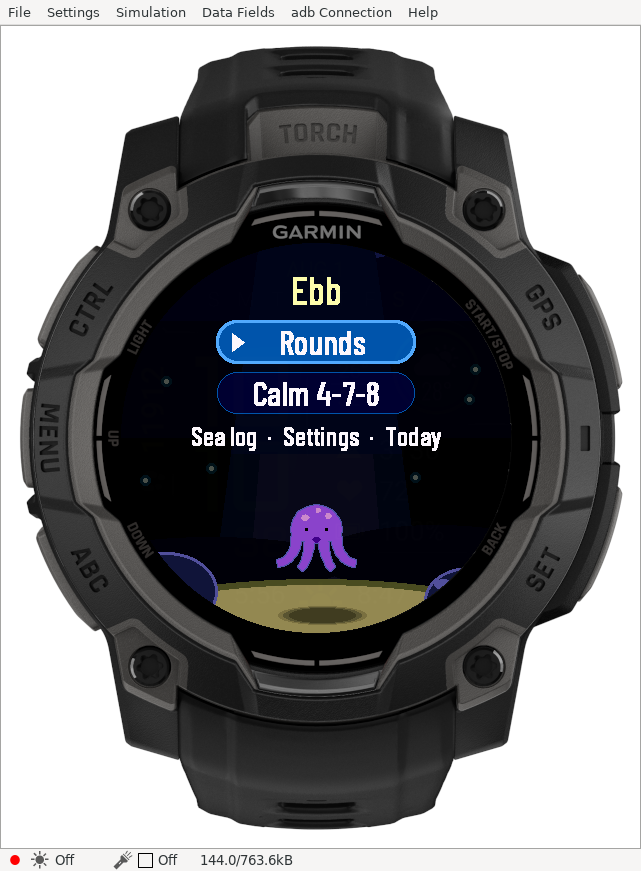 File Settings Simulation Data Fields adb Connection Help
TORCH
GARMIN
CTRL
LIGHT
GPS
START/STOP
Ebb
Rounds
Calm 4-7-8
Sea log · Settings · Today
MENU
UP
DOWN
BACK
ABC
SET
Off
Off
144.0/763.6kB